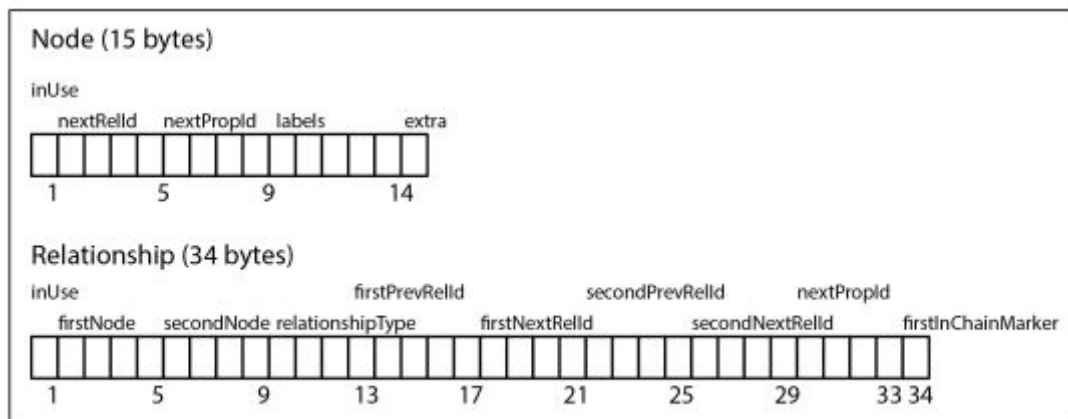 Node (15 bytes)
inUse
nextRelId nextPropId labels extra
1 5 9 14
Relationship (34 bytes)
inUse firstPrevRelId secondPrevRelId nextPropId
firstNode secondNode relationshipType firstNextRelId secondNextRelId firstInChainMarker
1 5 9 13 17 21 25 29 33 34